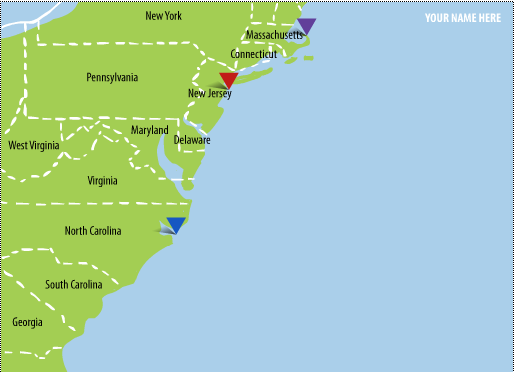 New York
YOUR NAME HERE
Massachusetts
Connecticut
Pennsylvania
New Jersey
Maryland
Delaware
West Virginia
Virginia
North Carolina
South Carolina
Georgia